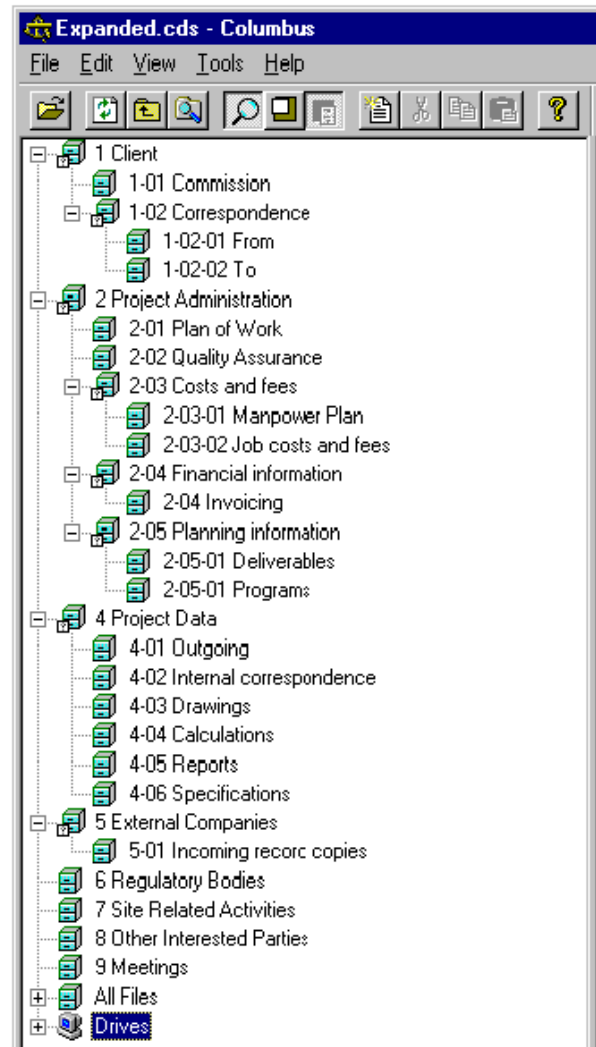 Expanded.cds - Columbus
File Edit View Tools Help
1 Client
1-01 Commission
1-02 Correspondence
1-02-01 From
1-02-02 To
2 Project Administration
2-01 Plan of Work
2-02 Quality Assurance
2-03 Costs and fees
2-03-01 Manpower Plan
2-03-02 Job costs and fees
2-04 Financial information
2-04 Invoicing
2-05 Planning information
2-05-01 Deliverables
2-05-01 Programs
4 Project Data
4-01 Outgoing
4-02 Internal correspondence
4-03 Drawings
4-04 Calculations
4-05 Reports
4-06 Specifications
5 External Companies
5-01 Incoming record copies
6 Regulatory Bodies
7 Site Related Activities
8 Other Interested Parties
9 Meetings
All Files
Drives